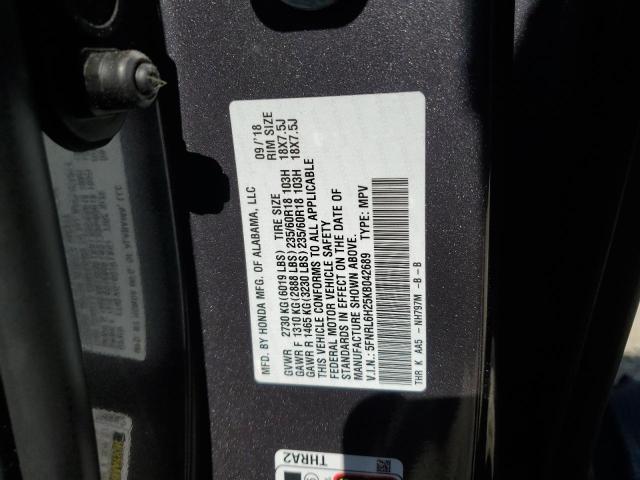 MFD. BY HONDA MFG. OF ALABAMA, LLC 09/'18
GVWR 2730 KG (6019 LBS) TIRE SIZE RIM SIZE
GAWR F 1310 KG (2888 LBS) 235/60R18 103H 18X7.5J
GAWR R 1465 KG (3230 LBS) 235/60R18 103H 18X7.5J
THIS VEHICLE CONFORMS TO ALL APPLICABLE
FEDERAL MOTOR VEHICLE SAFETY
STANDARDS IN EFFECT ON THE DATE OF
MANUFACTURE SHOWN ABOVE.
V.I.N.: 5FNRL6H25KB042689 TYPE: MPV
THR K AA5 - NH797M -B -B
THRA2